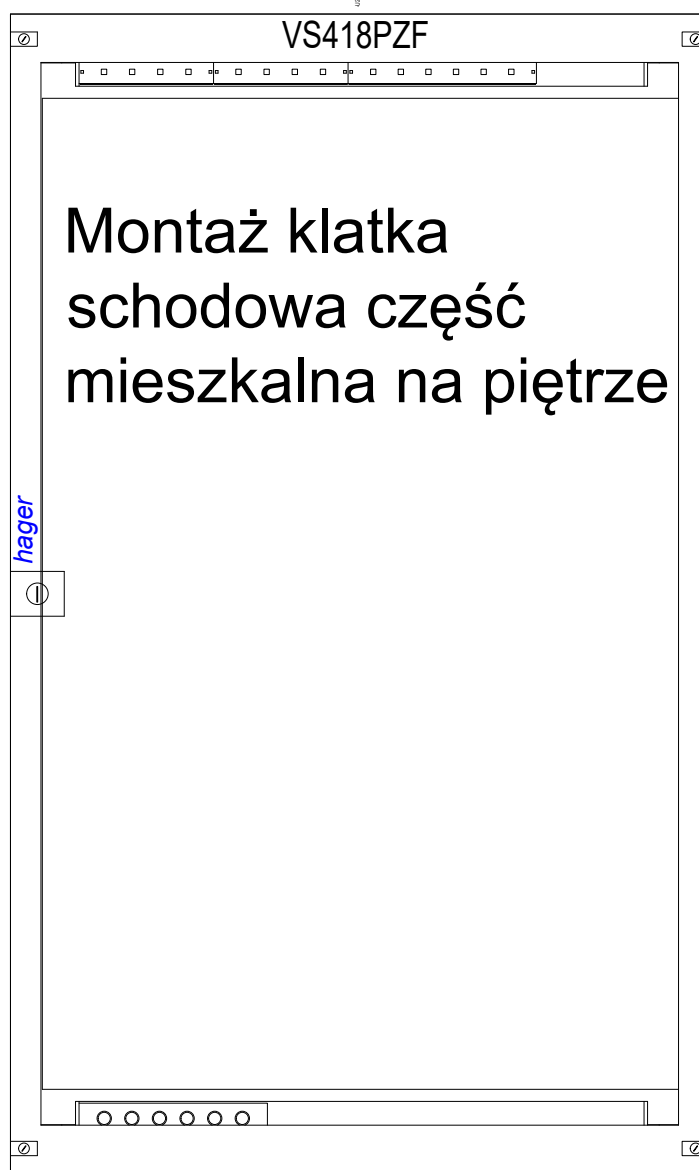 VS418PZF
Montaż klatka
schodowa część
mieszkalna na piętrze
hager